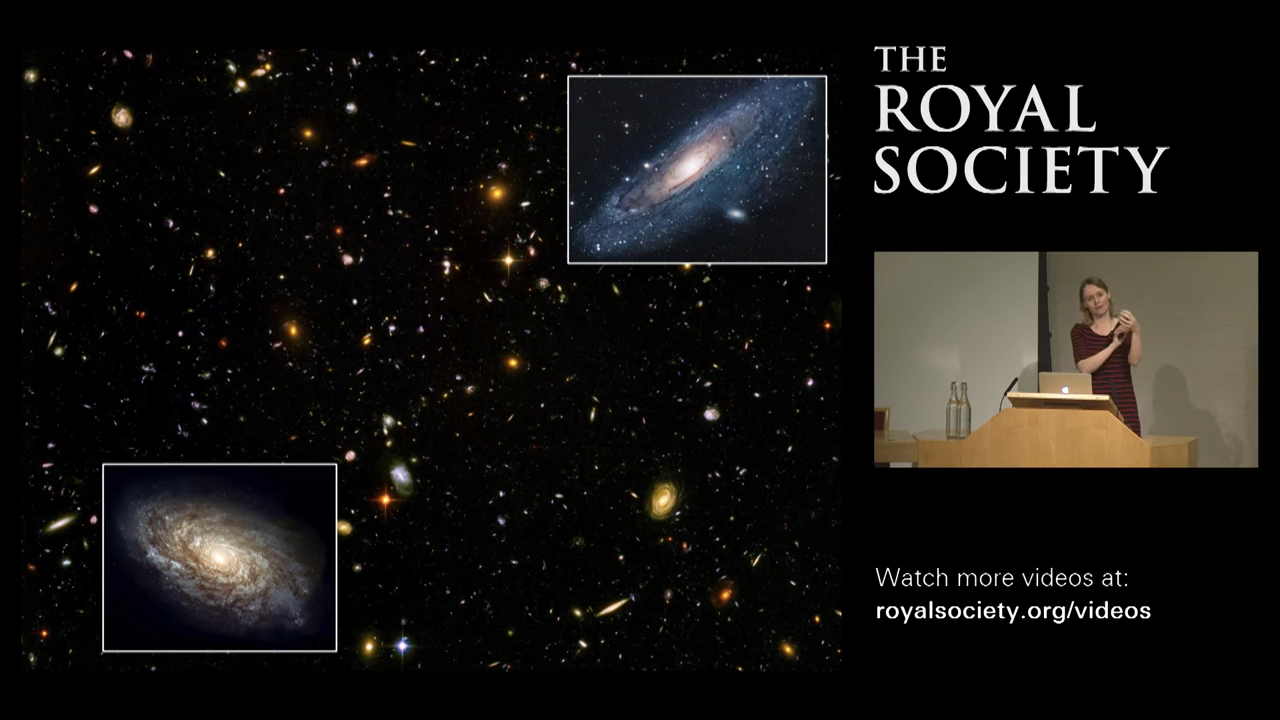 THE
ROYAL
SOCIETY
Watch more videos at:
royalsociety.org/videos